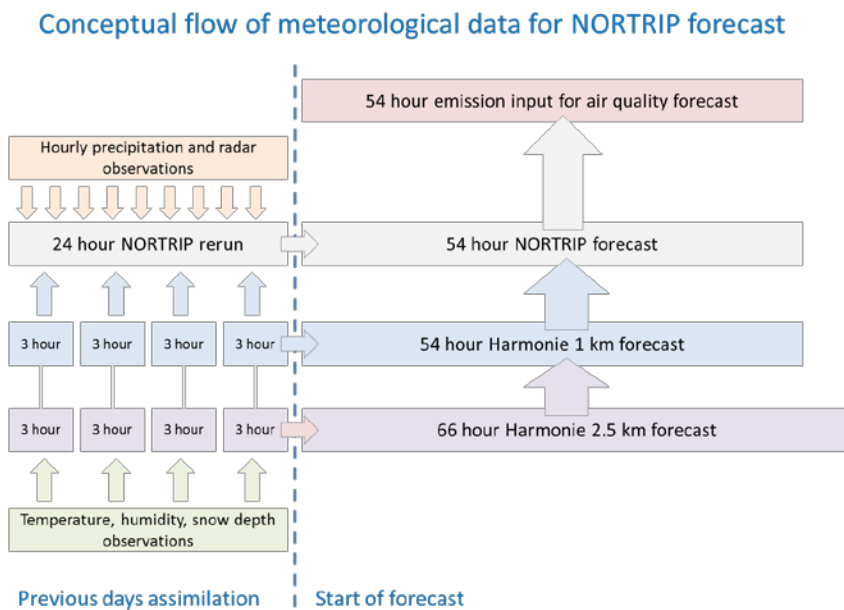 Conceptual flow of meteorological data for NORTRIP forecast
54 hour emission input for air quality forecast
Hourly precipitation and radar
observations
24 hour NORTRIP rerun
54 hour NORTRIP forecast
3 hour
3 hour
3 hour
3 hour
54 hour Harmonie 1 km forecast
3 hour
3 hour
3 hour
3 hour
66 hour Harmonie 2.5 km forecast
Temperature, humidity, snow depth
observations
Previous days assimilation
Start of forecast